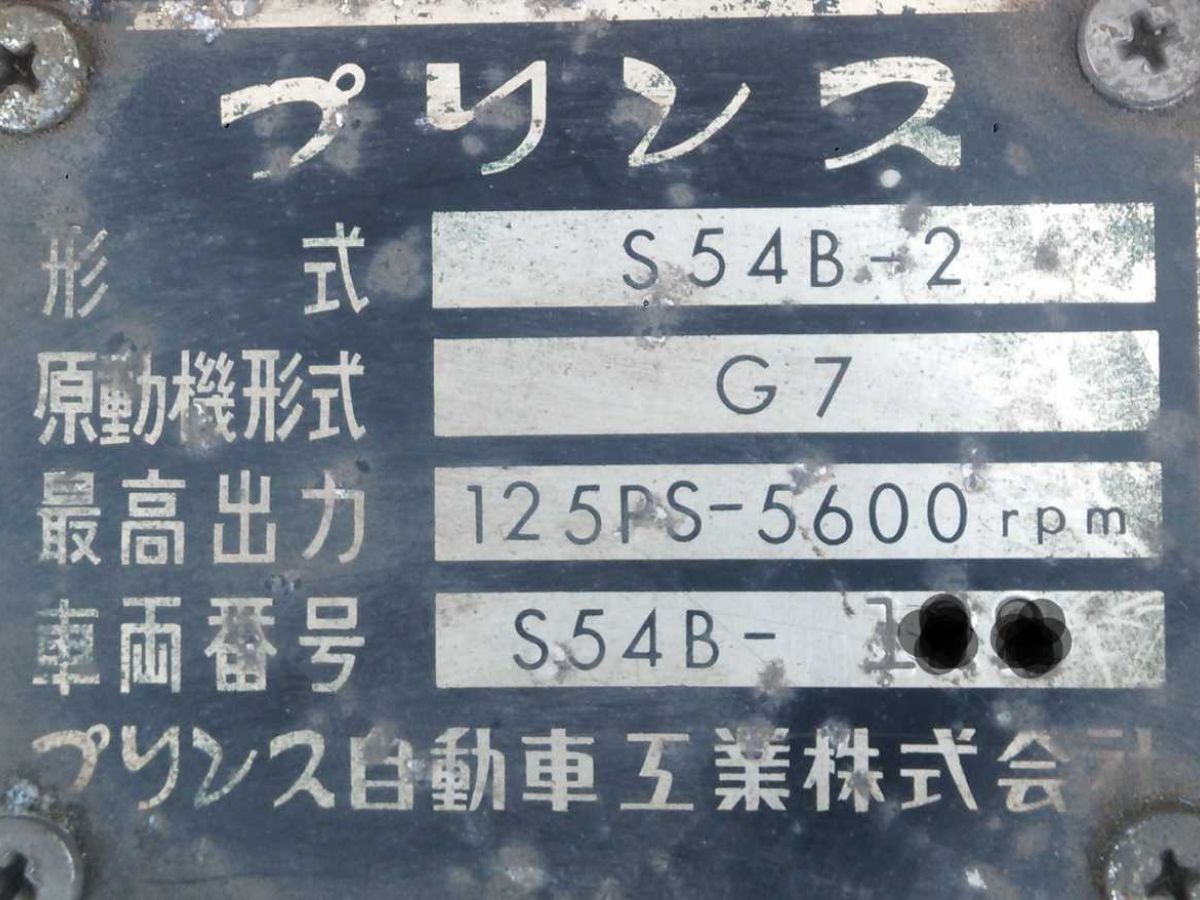 プリンス
形式 S54B-2
原動機形式 G7
最高出力 125PS-5600rpm
車両番号 S54B-
プリンス自動車工業株式会社